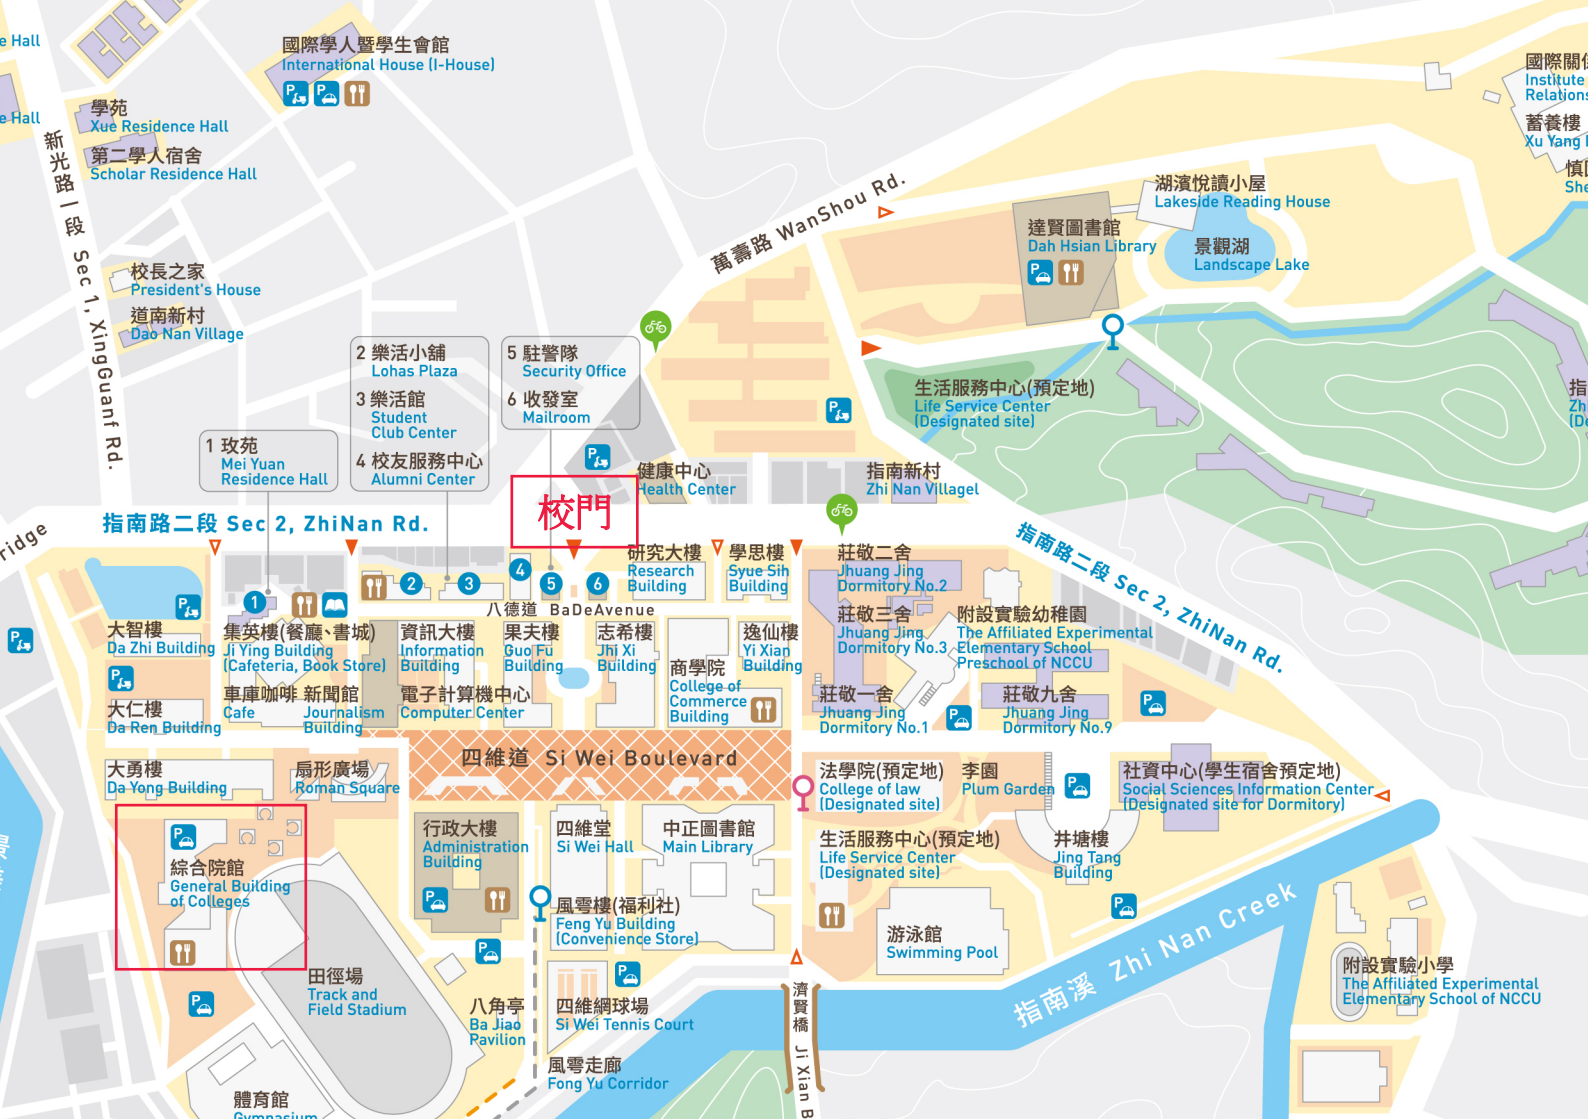 e Hall
國際學人暨學生會館
International House (I-House)
P
P
學苑
Xue Residence Hall
e Hall
第二學人宿舍
Scholar Residence Hall
新光路一段 Sec 1, XingGuanf Rd.
校長之家
President's House
道南新村
Dao Nan Village
萬壽路 WanShou Rd.
國際關係
Institute
Relations
蓄養樓
Xu Yang
慎固
She
湖濱悅讀小屋
Lakeside Reading House
達賢圖書館
Dah Hsian Library
P
景觀湖
Landscape Lake
生活服務中心(預定地)
Life Service Center
(Designated site)
指
Zh
(De
1 玫苑
Mei Yuan
Residence Hall
2 樂活小舖
Lohas Plaza
3 樂活館
Student
Club Center
4 校友服務中心
Alumni Center
5 駐警隊
Security Office
6 收發室
Mailroom
P
P
健康中心
Health Center
指南新村
Zhi Nan Villagel
校門
ridge
指南路二段 Sec 2, ZhiNan Rd.
指南路二段 Sec 2, ZhiNan Rd.
1
2
3
4
5
6
P
P
八德道 BaDeAvenue
研究大樓
Research
Building
學思樓
Syue Sih
Building
莊敬二舍
Jhuang Jing
Dormitory No.2
莊敬三舍
Jhuang Jing
Dormitory No.3
附設實驗幼稚園
The Affiliated Experimental
Elementary School
Preschool of NCCU
大智樓
Da Zhi Building
P
集英樓(餐廳、書城)
Ji Ying Building
(Cafeteria, Book Store)
資訊大樓
Information
Building
果夫樓
Guo Fu
Building
志希樓
Jhi Xi
Building
商學院
College of
Commerce
Building
逸仙樓
Yi Xian
Building
大仁樓
Da Ren Building
車庫咖啡
Cafe
新聞館
Journalism
Building
電子計算機中心
Computer Center
莊敬一舍
Jhuang Jing
Dormitory No.1
P
莊敬九舍
Jhuang Jing
Dormitory No.9
P
四維道 Si Wei Boulevard
大勇樓
Da Yong Building
扇形廣場
Roman Square
法學院(預定地)
College of law
(Designated site)
李園
Plum Garden
P
社資中心(學生宿舍預定地)
Social Sciences Information Center
(Designated site for Dormitory)
P
綜合院館
General Building
of Colleges
行政大樓
Administration
Building
P
四維堂
Si Wei Hall
中正圖書館
Main Library
生活服務中心(預定地)
Life Service Center
(Designated site)
井塘樓
Jing Tang
Building
P
風雩樓(福利社)
Feng Yu Building
(Convenience Store)
游泳館
Swimming Pool
指南溪 Zhi Nan Creek
附設實驗小學
The Affiliated Experimental
Elementary School of NCCU
田徑場
Track and
Field Stadium
P
P
P
八角亭
Ba Jiao
Pavilion
四維網球場
Si Wei Tennis Court
濟賢橋 Ji Xian B
風雩走廊
Fong Yu Corridor
體育館
Gymnasium
景